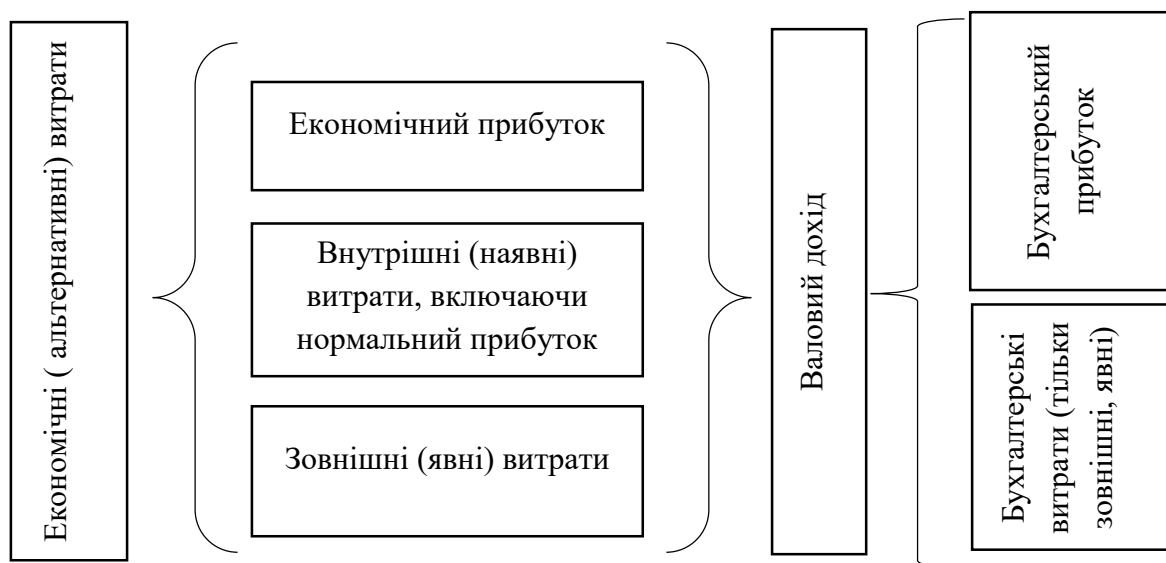 Економічні ( альтернативні) витрати
Економічний прибуток
Внутрішні (наявні)
витрати, включаючи
нормальний прибуток
Зовнішні (явні) витрати
Валовий дохід
Бухгалтерський
прибуток
Бухгалтерські
витрати (тільки
зовнішні, явні)